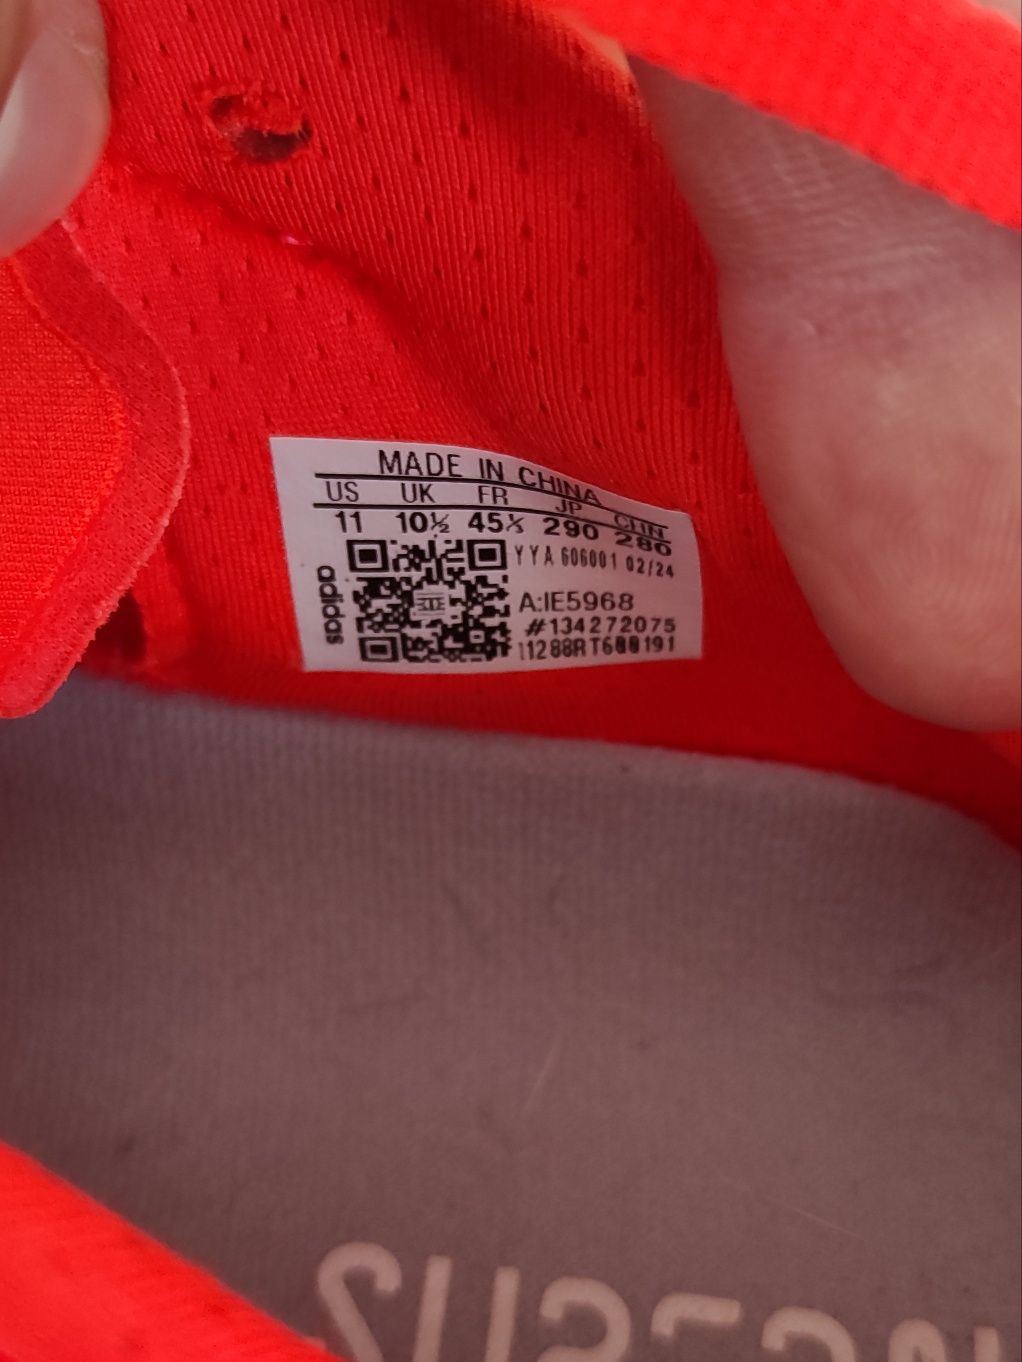 MADE IN CHINA
US UK FR JP CHN
11 10½ 45⅓ 290 280
YYA 606001 02/24
adidas
A:IE5968
#134272075